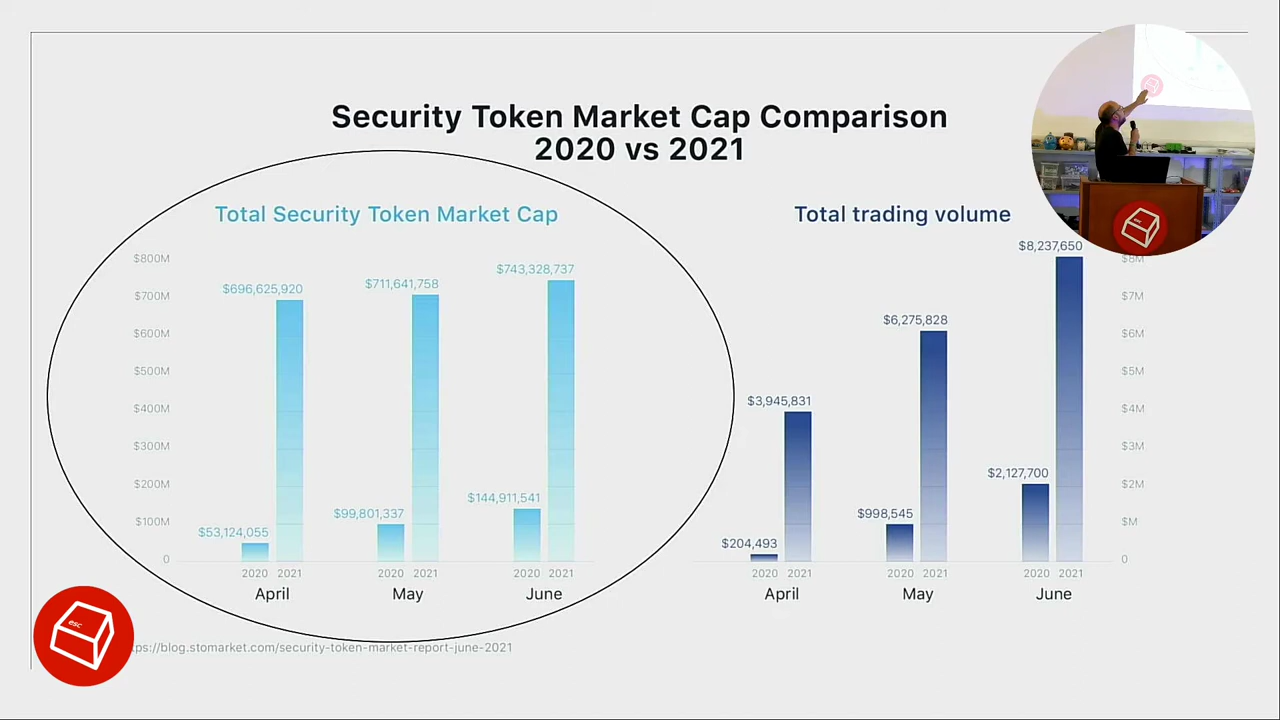 Security Token Market Cap Comparison
2020 vs 2021
Total Security Token Market Cap
$800M
$700M
$600M
$500M
$400M
$300M
$200M
$100M
0
$696,625,920
$711,641,758
$743,328,737
$53,124,055
$99,801,337
$144,911,541
2020 2021
2020 2021
2020 2021
April
May
June
Total trading volume
$8,237,650
$6,275,828
$3,945,831
$2,127,700
$998,545
$204,493
$8M
$7M
$6M
$5M
$4M
$3M
$2M
$M
0
2020 2021
2020 2021
2020 2021
April
May
June
tps://blog.stomarket.com/security-token-market-report-june-2021
esc
esc